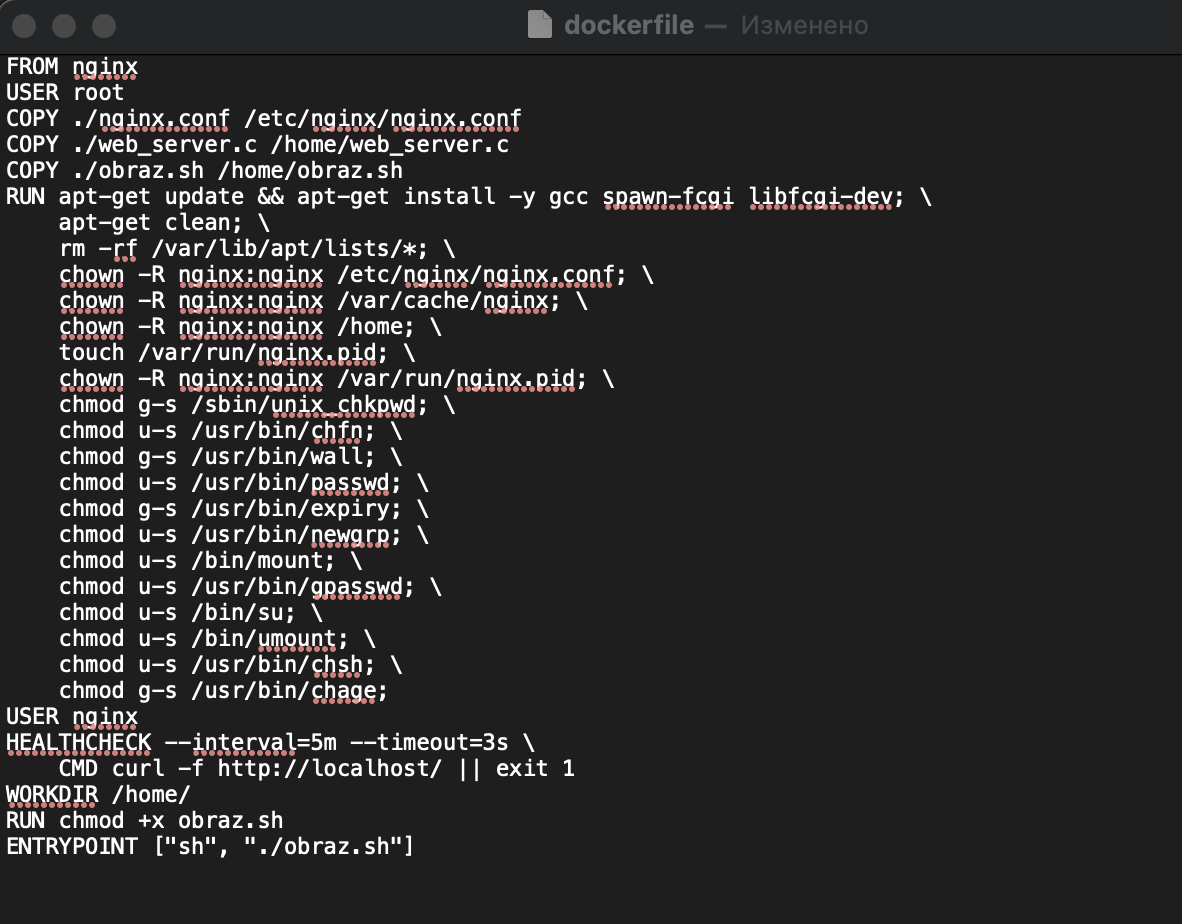 dockerfile — Изменено
FROM nginx
USER root
COPY ./nginx.conf /etc/nginx/nginx.conf
COPY ./web_server.c /home/web_server.c
COPY ./obraz.sh /home/obraz.sh
RUN apt-get update && apt-get install -y gcc spawn-fcgi libfcgi-dev; \
    apt-get clean; \
    rm -rf /var/lib/apt/lists/*; \
    chown -R nginx:nginx /etc/nginx/nginx.conf; \
    chown -R nginx:nginx /var/cache/nginx; \
    chown -R nginx:nginx /home; \
    touch /var/run/nginx.pid; \
    chown -R nginx:nginx /var/run/nginx.pid; \
    chmod g-s /sbin/unix_chkpwd; \
    chmod u-s /usr/bin/chfn; \
    chmod g-s /usr/bin/wall; \
    chmod u-s /usr/bin/passwd; \
    chmod g-s /usr/bin/expiry; \
    chmod u-s /usr/bin/newgrp; \
    chmod u-s /bin/mount; \
    chmod u-s /usr/bin/gpasswd; \
    chmod u-s /bin/su; \
    chmod u-s /bin/umount; \
    chmod u-s /usr/bin/chsh; \
    chmod g-s /usr/bin/chage;
USER nginx
HEALTHCHECK --interval=5m --timeout=3s \
    CMD curl -f http://localhost/ || exit 1
WORKDIR /home/
RUN chmod +x obraz.sh
ENTRYPOINT ["sh", "./obraz.sh"]